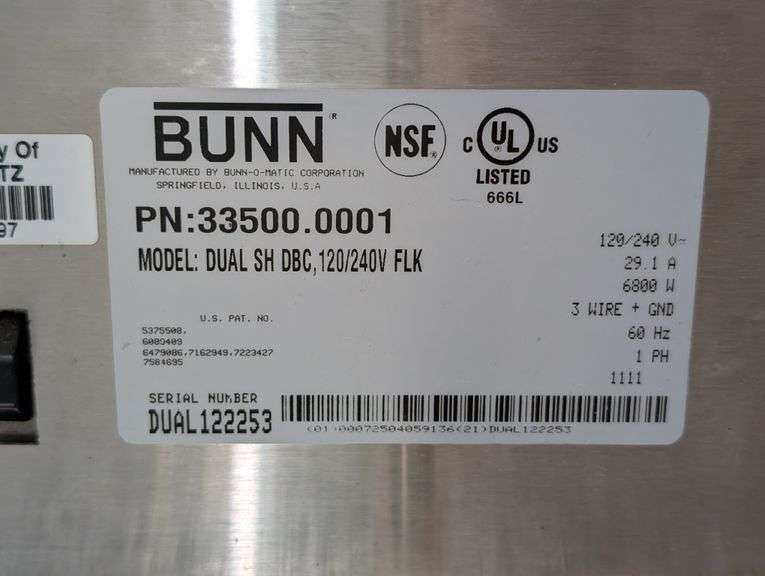 y Of
TZ
97
BUNN®
MANUFACTURED BY BUNN-O-MATIC CORPORATION
SPRINGFIELD, ILLINOIS, U.S.A
NSF®
C UL US
LISTED
666L
PN:33500.0001
MODEL: DUAL SH DBC,120/240V FLK
120/240 V~
29.1 A
6800 W
3 WIRE + GND
60 Hz
1 PH
1111
U.S. PAT. NO.
5375508,
6089409
6479086,7162949,7223427
7584695
SERIAL NUMBER
DUAL122253
(01)00072504059136(21)DUAL122253